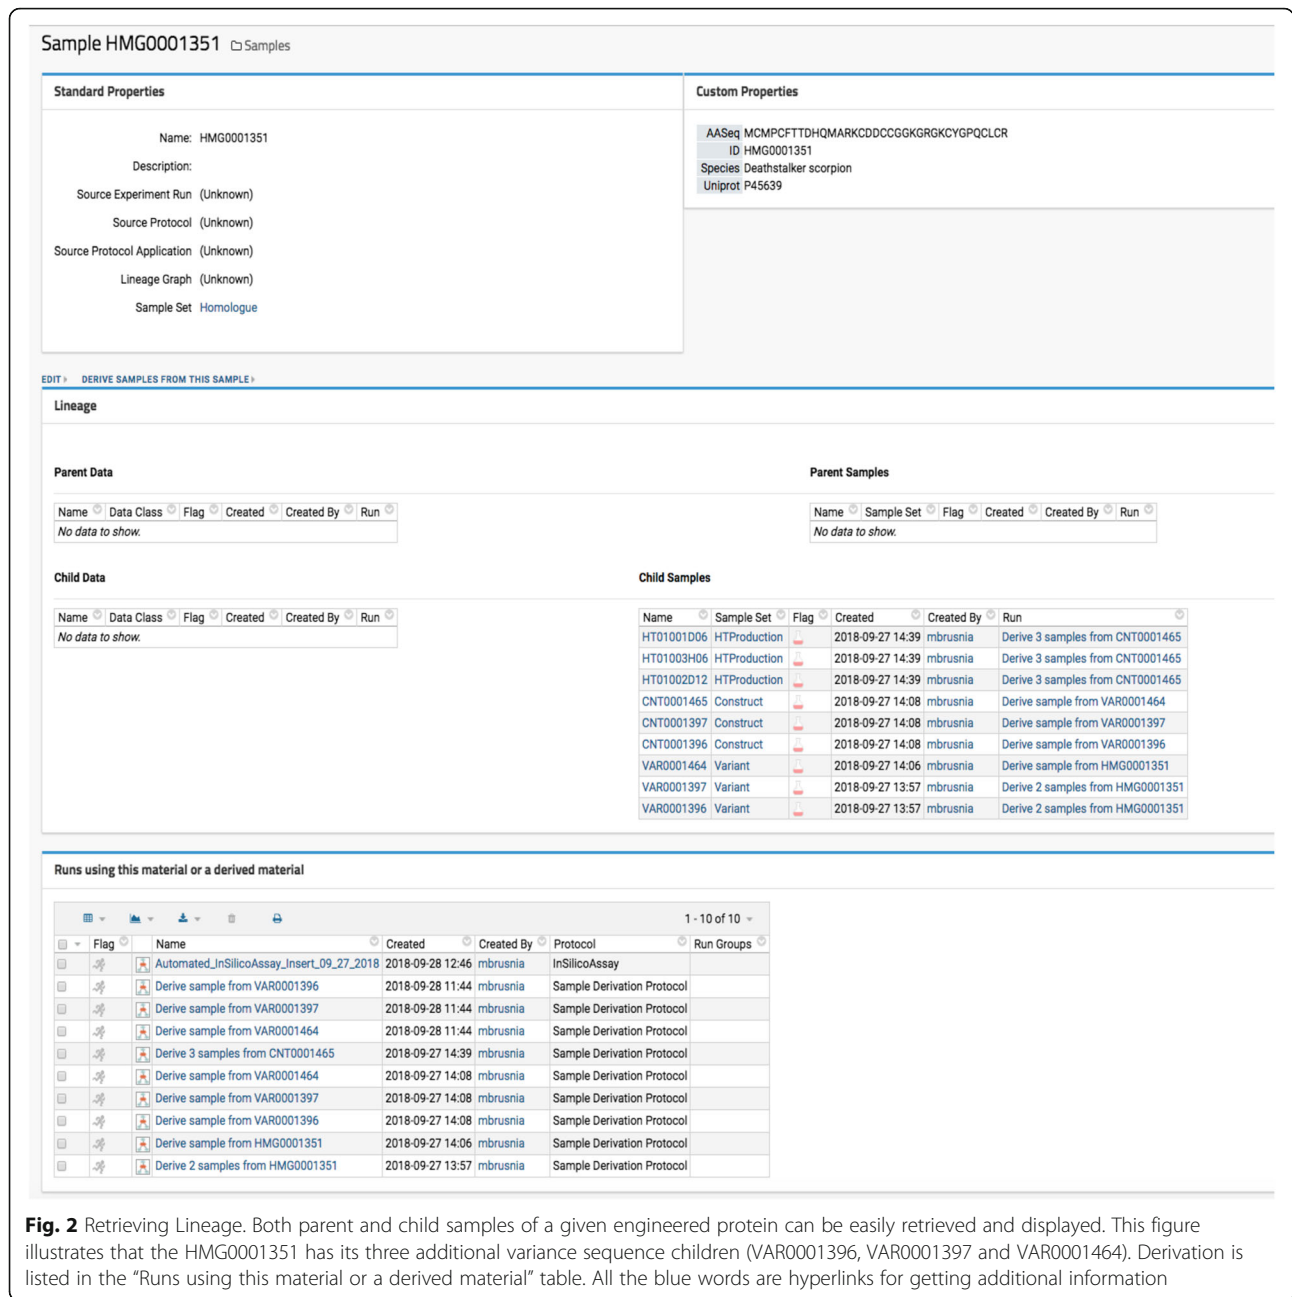 Sample HMG0001351 Samples
Standard Properties
Name: HMG0001351
Description:
Source Experiment Run (Unknown)
Source Protocol (Unknown)
Source Protocol Application (Unknown)
Lineage Graph (Unknown)
Sample Set Homologue
Custom Properties
AASeq MCMPCFTTDHQMARKCDDCCGGKGRGKCYGPQCLCR
ID HMG0001351
Species Deathstalker scorpion
Uniprot P45639
EDIT DERIVE SAMPLES FROM THIS SAMPLE
Lineage
Parent Data
Name Data Class Flag Created Created By Run
No data to show.
Parent Samples
Name Sample Set Flag Created Created By Run
No data to show.
Child Data
Name Data Class Flag Created Created By Run
No data to show.
Child Samples
Name Sample Set Flag Created Created By Run
HT01001D06 HTProduction 2018-09-27 14:39 mbrusnia Derive 3 samples from CNT0001465
HT01003H06 HTProduction 2018-09-27 14:39 mbrusnia Derive 3 samples from CNT0001465
HT01002D12 HTProduction 2018-09-27 14:39 mbrusnia Derive 3 samples from CNT0001465
CNT0001465 Construct 2018-09-27 14:08 mbrusnia Derive sample from VAR0001464
CNT0001397 Construct 2018-09-27 14:08 mbrusnia Derive sample from VAR0001397
CNT0001396 Construct 2018-09-27 14:08 mbrusnia Derive sample from VAR0001396
VAR0001464 Variant 2018-09-27 14:06 mbrusnia Derive sample from HMG0001351
VAR0001397 Variant 2018-09-27 13:57 mbrusnia Derive 2 samples from HMG0001351
VAR0001396 Variant 2018-09-27 13:57 mbrusnia Derive 2 samples from HMG0001351
Runs using this material or a derived material
1 - 10 of 10
Flag Name Created Created By Protocol Run Groups
Automated_InSilicoAssay_Insert_09_27_2018 2018-09-28 12:46 mbrusnia InSilicoAssay
Derive sample from VAR0001396 2018-09-28 11:44 mbrusnia Sample Derivation Protocol
Derive sample from VAR0001397 2018-09-28 11:44 mbrusnia Sample Derivation Protocol
Derive sample from VAR0001464 2018-09-28 11:44 mbrusnia Sample Derivation Protocol
Derive 3 samples from CNT0001465 2018-09-27 14:39 mbrusnia Sample Derivation Protocol
Derive sample from VAR0001464 2018-09-27 14:08 mbrusnia Sample Derivation Protocol
Derive sample from VAR0001397 2018-09-27 14:08 mbrusnia Sample Derivation Protocol
Derive sample from VAR0001396 2018-09-27 14:08 mbrusnia Sample Derivation Protocol
Derive sample from HMG0001351 2018-09-27 14:06 mbrusnia Sample Derivation Protocol
Derive 2 samples from HMG0001351 2018-09-27 13:57 mbrusnia Sample Derivation Protocol
Fig. 2 Retrieving Lineage. Both parent and child samples of a given engineered protein can be easily retrieved and displayed. This figure
illustrates that the HMG0001351 has its three additional variance sequence children (VAR0001396, VAR0001397 and VAR0001464). Derivation is
listed in the “Runs using this material or a derived material” table. All the blue words are hyperlinks for getting additional information